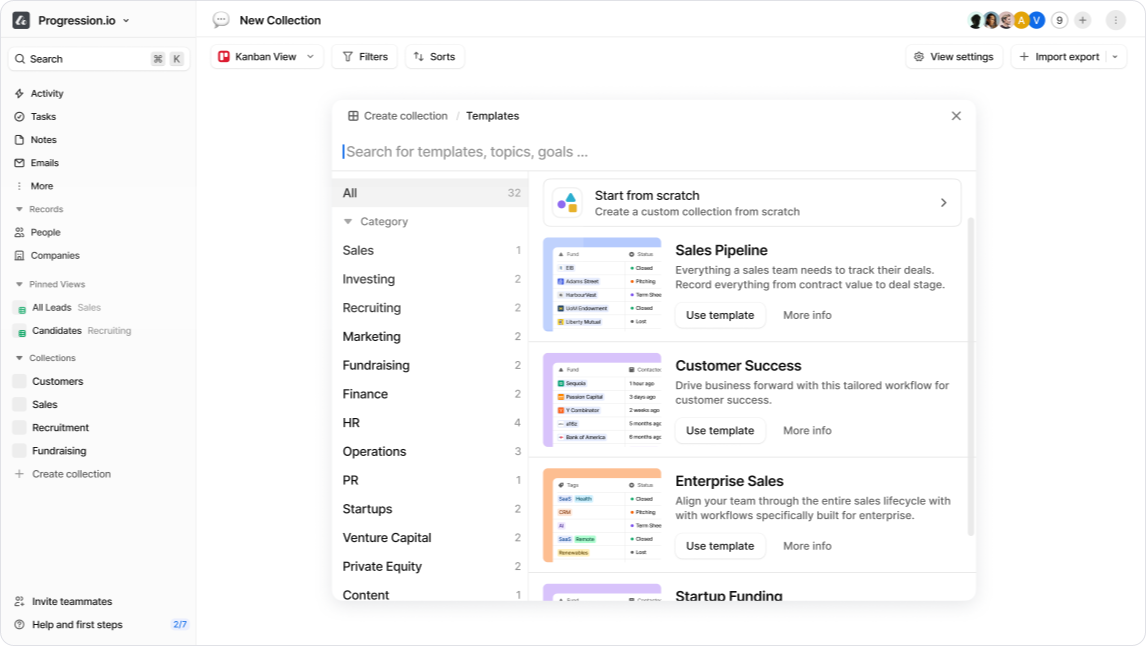 Progression.io
New Collection
A V 9
Search ⌘ K
Kanban View
Filters
Sorts
View settings
Import export
Activity
Tasks
Notes
Emails
More
Records
People
Companies
Pinned Views
All Leads Sales
Candidates Recruiting
Collections
Customers
Sales
Recruitment
Fundraising
Create collection
Invite teammates
Help and first steps 2/7
Create collection / Templates
Search for templates, topics, goals ...
All 32
Category
Sales 1
Investing 2
Recruiting 2
Marketing 2
Fundraising 2
Finance 2
HR 4
Operations 3
PR 1
Startups 2
Venture Capital 2
Private Equity 2
Content 1
Start from scratch
Create a custom collection from scratch
Fund Status
EIB Closed
Adams Street Pitching
HarbourVest Term Shee
UoM Endowment Closed
Liberty Mutual Lost
Sales Pipeline
Everything a sales team needs to track their deals.
Record everything from contract value to deal stage.
Use template More info
Fund Contacted
Sequoia 1 hour ago
Passion Capital 3 days ago
Y Combinator 2 weeks ago
a16z 5 months ago
Bank of America 6 months ago
Customer Success
Drive business forward with this tailored workflow for
customer success.
Use template More info
Tags Status
SaaS Health Closed
CRM Pitching
AI Term Shee
SaaS Remote Closed
Renewables Lost
Enterprise Sales
Align your team through the entire sales lifecycle with
with workflows specifically built for enterprise.
Use template More info
Fund Contacted
Startup Funding